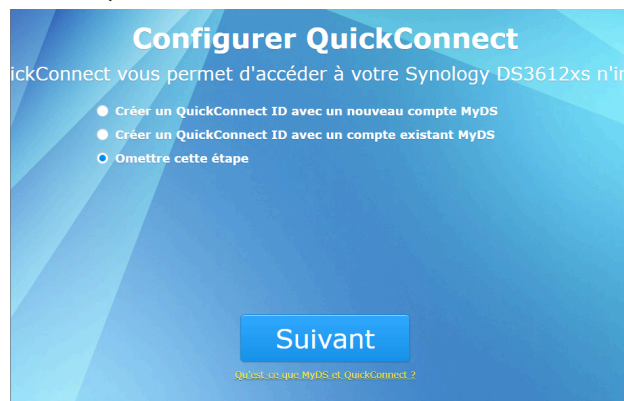 Configurer QuickConnect
ickConnect vous permet d'accéder à votre Synology DS3612xs n'i
Créer un QuickConnect ID avec un nouveau compte MyDS
Créer un QuickConnect ID avec un compte existant MyDS
Omettre cette étape
Suivant
Qu'est ce que MyDS et QuickConnect ?